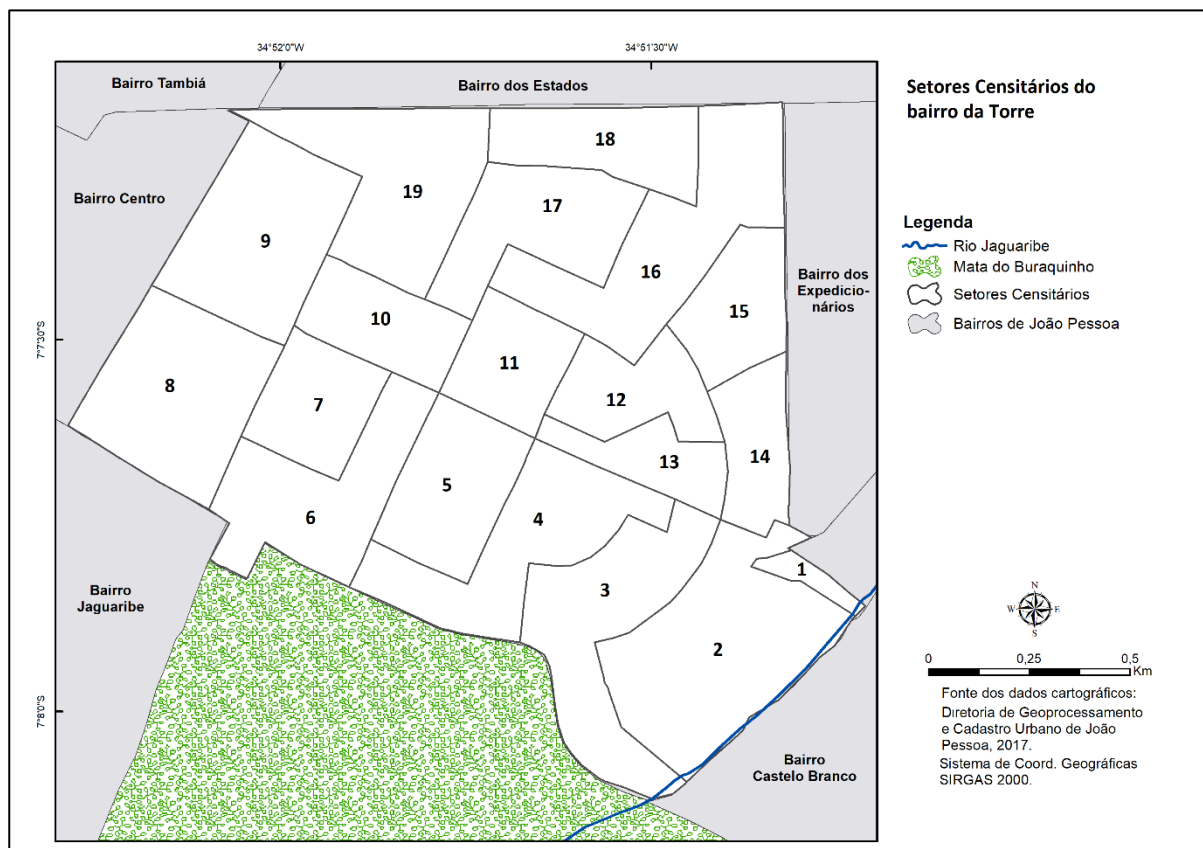 34°52'0"W
34°51'30"W
Bairro Tambiá
Bairro dos Estados
Setores Censitários do
bairro da Torre
18
Bairro Centro
19
17
9
Legenda
Rio Jaguaribe
Mata do Buraquinho
Setores Censitários
Bairros de João Pessoa
16
Bairro dos
Expedicio-
nários
15
10
7°7'30"S
11
8
7
12
13
14
5
4
6
1
Bairro
Jaguaribe
3
N
W
E
S
2
0
0,25
0,5
Km
7°8'0"S
Fonte dos dados cartográficos:
Diretoria de Geoprocessamento
e Cadastro Urbano de João
Pessoa, 2017.
Sistema de Coord. Geográficas
SIRGAS 2000.
Bairro
Castelo Branco